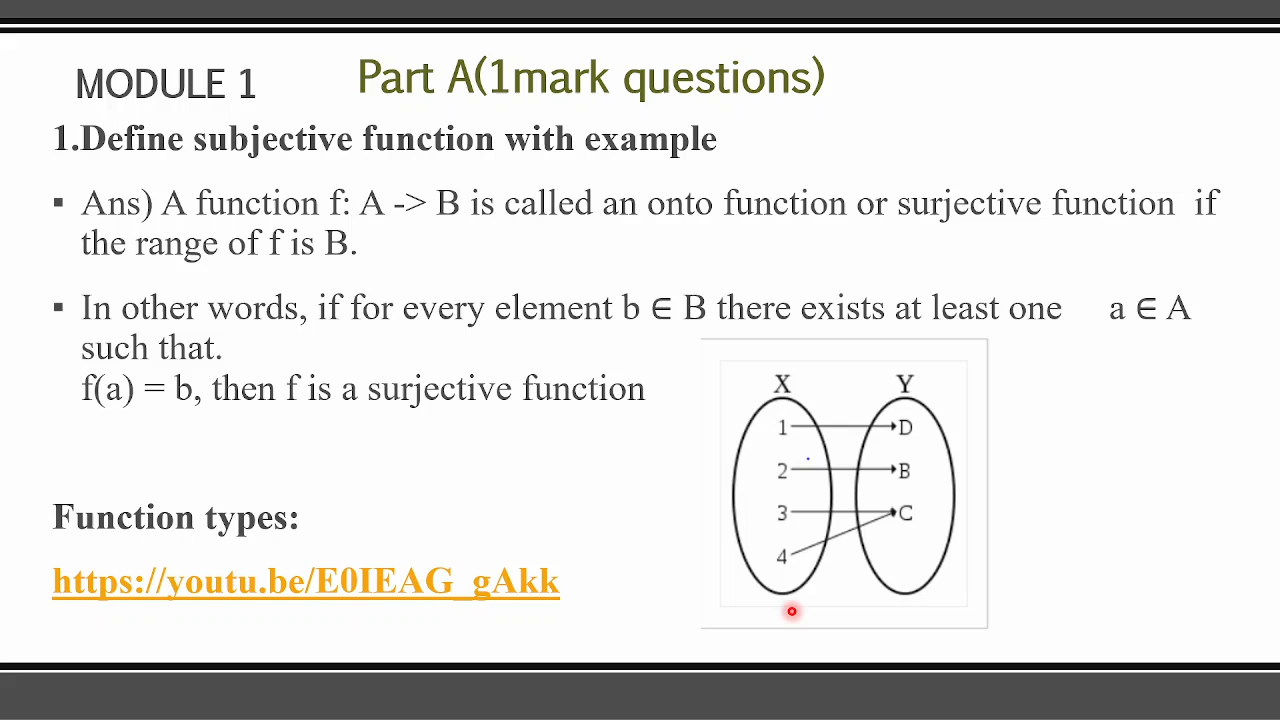 MODULE 1 Part A(1mark questions)
1.Define subjective function with example
▪ Ans) A function f: A -> B is called an onto function or surjective function if
the range of f is B.
▪ In other words, if for every element b ∈ B there exists at least one a ∈ A
such that.
f(a) = b, then f is a surjective function
X Y
1 D
2 B
3 C
4
Function types:
https://youtu.be/E0IEAG_gAkk